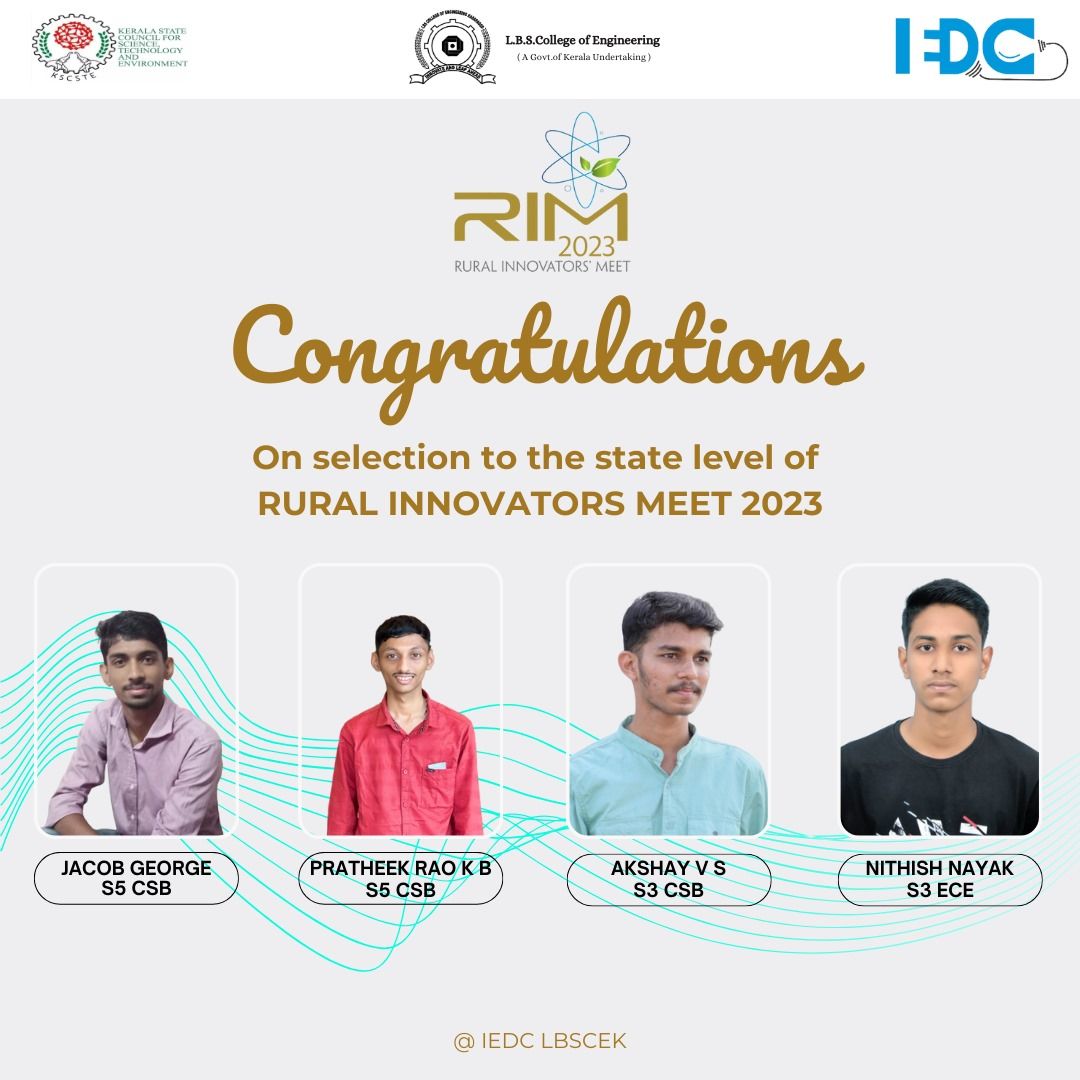 KERALA STATE
COUNCIL FOR
SCIENCE,
TECHNOLOGY
AND
ENVIRONMENT
KSCSTE
L.B.S.College of Engineering
( A Govt.of Kerala Undertaking )
IEDC
RIM
2023
RURAL INNOVATORS' MEET
Congratulations
On selection to the state level of
RURAL INNOVATORS MEET 2023
JACOB GEORGE
S5 CSB
PRATHEEK RAO K B
S5 CSB
AKSHAY V S
S3 CSB
NITHISH NAYAK
S3 ECE
@ IEDC LBSCEK